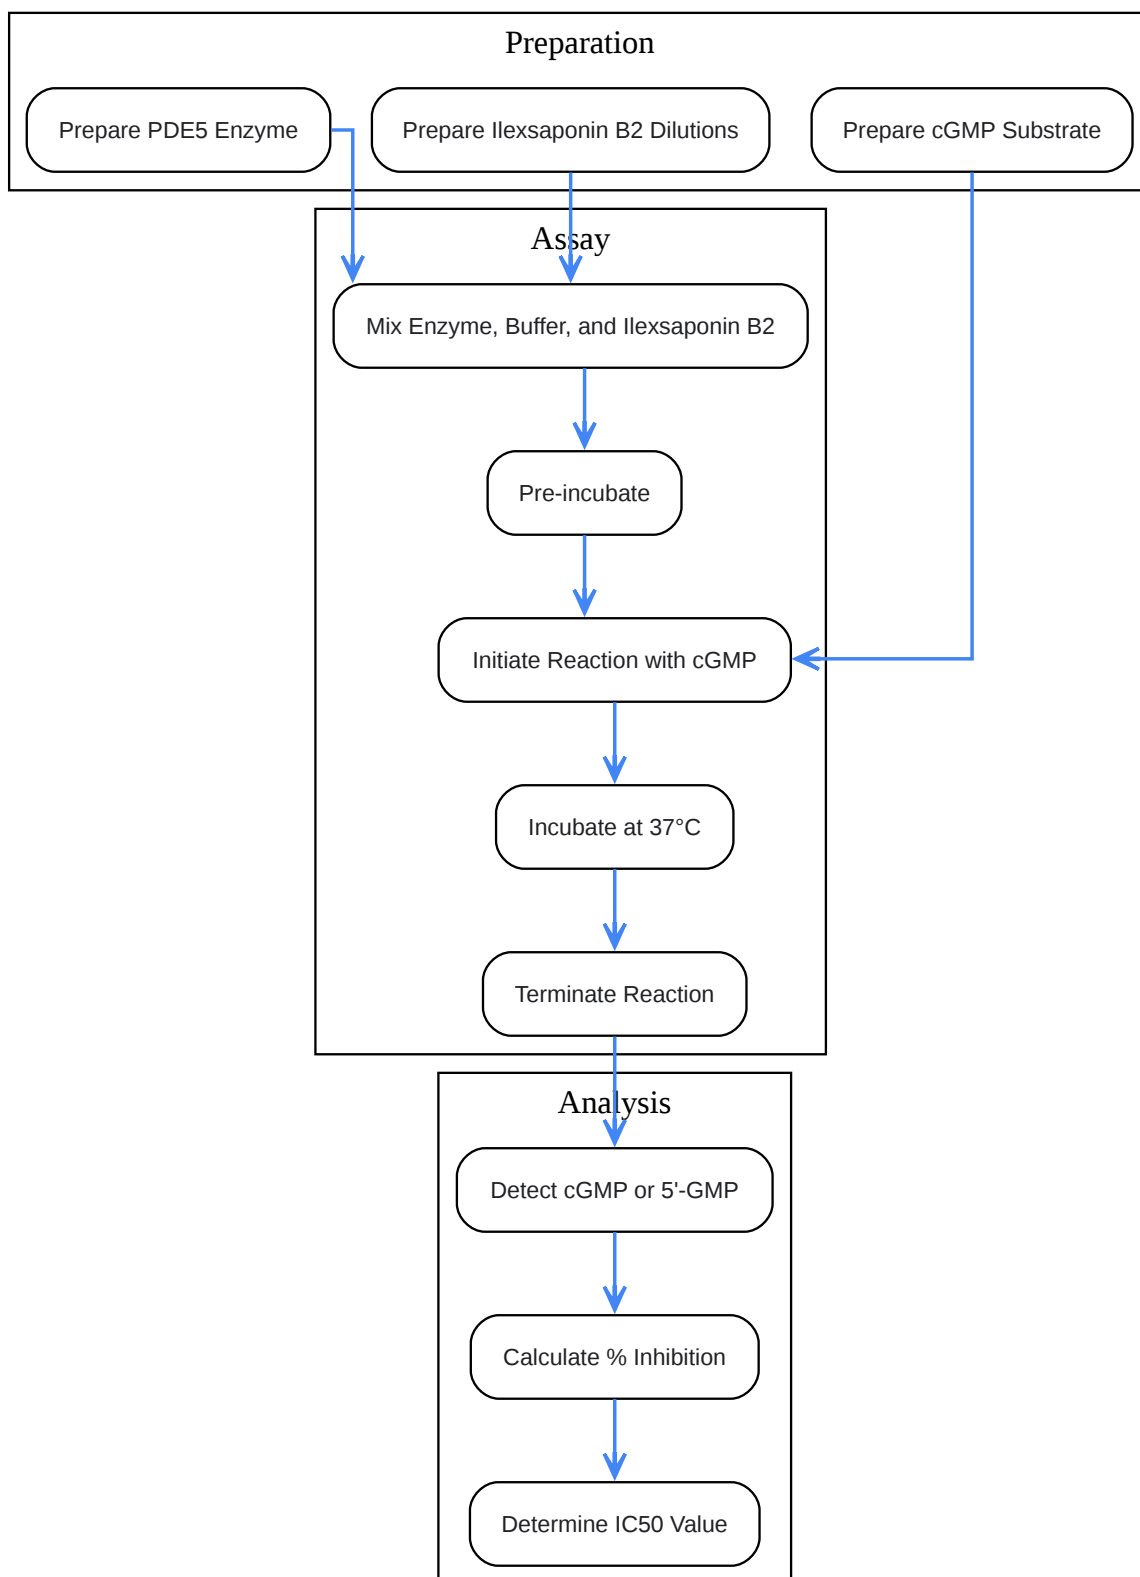 Preparation
Prepare PDE5 Enzyme
Prepare Ilexsaponin B2 Dilutions
Prepare cGMP Substrate
Assay
Mix Enzyme, Buffer, and Ilexsaponin B2
Pre-incubate
Initiate Reaction with cGMP
Incubate at 37°C
Terminate Reaction
Analysis
Detect cGMP or 5'-GMP
Calculate % Inhibition
Determine IC50 Value